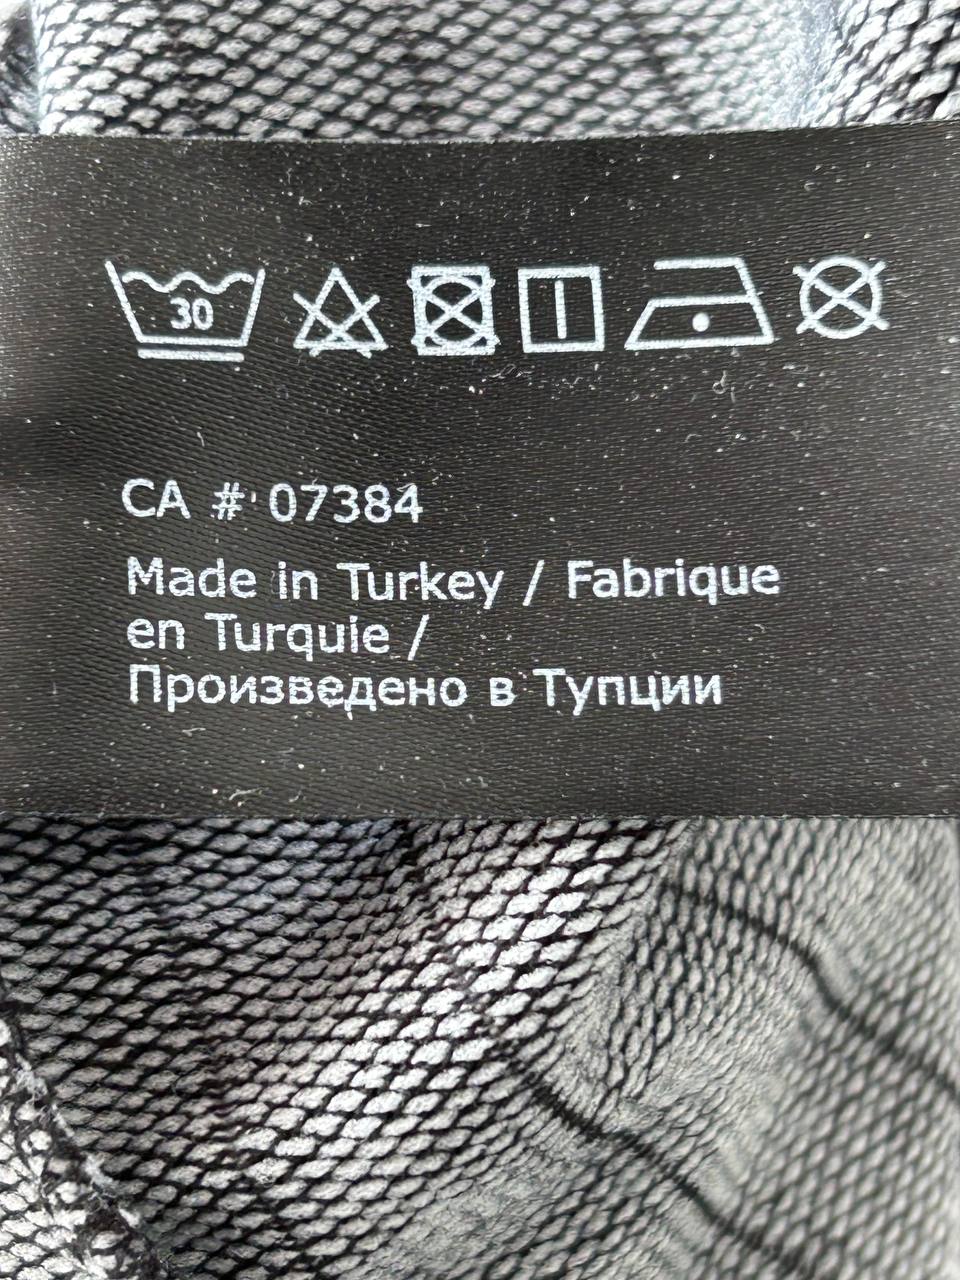 30
CA # 07384
Made in Turkey / Fabrique
en Turquie /
Произведено в Тупции